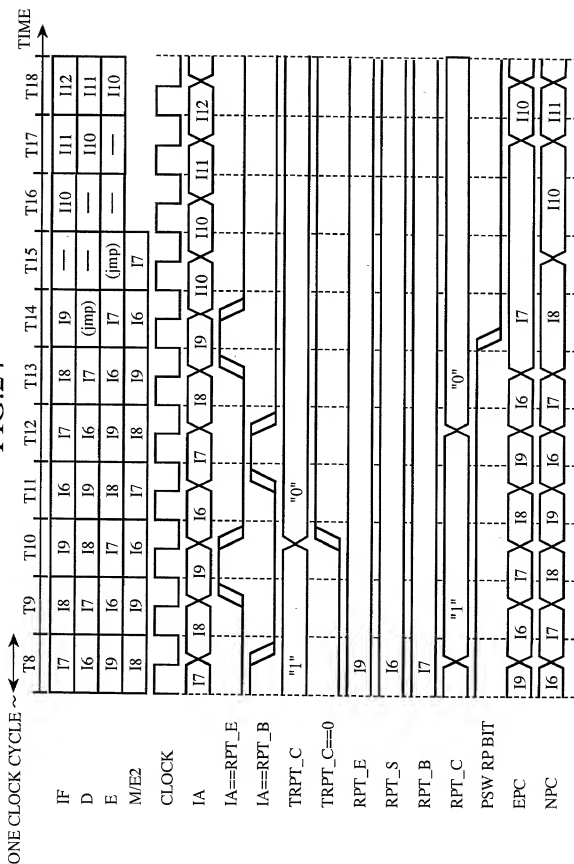 FIG.24
ONE CLOCK CYCLE ~
T8 T9 T10 T11 T12 T13 T14 T15 T16 T17 T18 TIME
IF I7 I8 I9 I6 I7 I8 I9 — I10 I11 I12
D I6 I7 I8 I9 I6 I7 (jmp) — — I10 I11
E I9 I6 I7 I8 I9 I6 I7 (jmp) — — I10
M/E2 I8 I9 I6 I7 I8 I9 I6 I7
CLOCK
IA I7 I8 I9 I6 I7 I8 I9 I10 I10 I11 I12
IA==RPT_E
IA==RPT_B
TRPT_C "1" "0"
TRPT_C==0
RPT_E I9
RPT_S I6
RPT_B I7
RPT_C "1" "0"
PSW RP BIT
EPC I9 I6 I7 I8 I9 I6 I7 I10
NPC I6 I7 I8 I9 I6 I7 I8 I10 I11